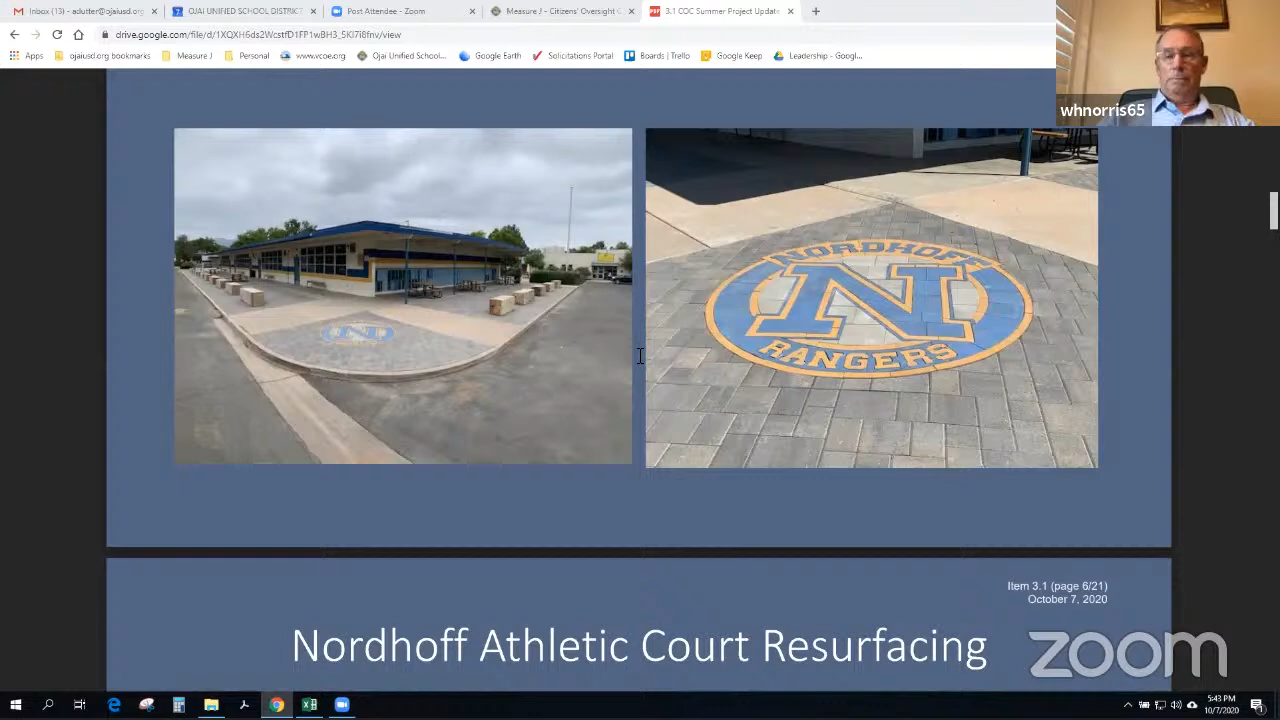 Inbox (13) - adutter@ojaiusd.org
OJAI UNIFIED SCHOOL DISTRICT
Post Attendee - Zoom
Measure J - Citizens' Oversight C
3.1 COC Summer Project Update
drive.google.com/file/d/1XQXH6ds2WcstfD1FP1wBH3_5KI7i8fnv/view
Apps
ojaiusd.org bookmarks
Measure J
Personal
www.vcoe.org
Ojai Unified School...
Google Earth
Solicitations Portal
Boards | Trello
Google Keep
Leadership - Googl...
whnorris65
NORDHOFF
N
RANGERS
Item 3.1 (page 6/21)
October 7, 2020
Nordhoff Athletic Court Resurfacing
zoom
5:43 PM
10/7/2020